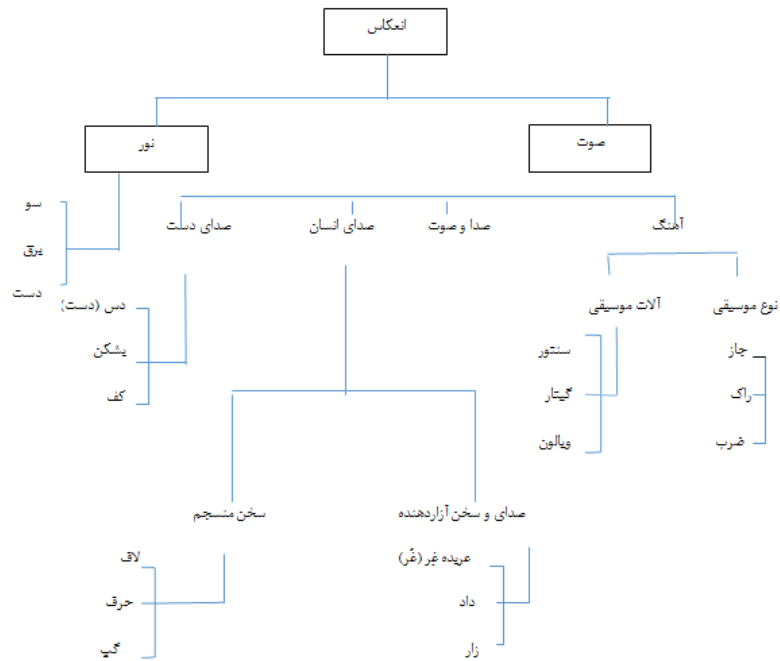 انعکاس
صوت
نور
آهنگ
صدا و صوت
صدای انسان
صدای دست
نوع موسیقی
آلات موسیقی
جاز
راک
ضرب
سنتور
گیتار
ویالون
صدای و سخن آزاردهنده
سخن منسجم
عربده غِر (غُر)
داد
زار
لاف
حرف
گپ
دس (دست)
بشکن
کف
سو
برق
دست